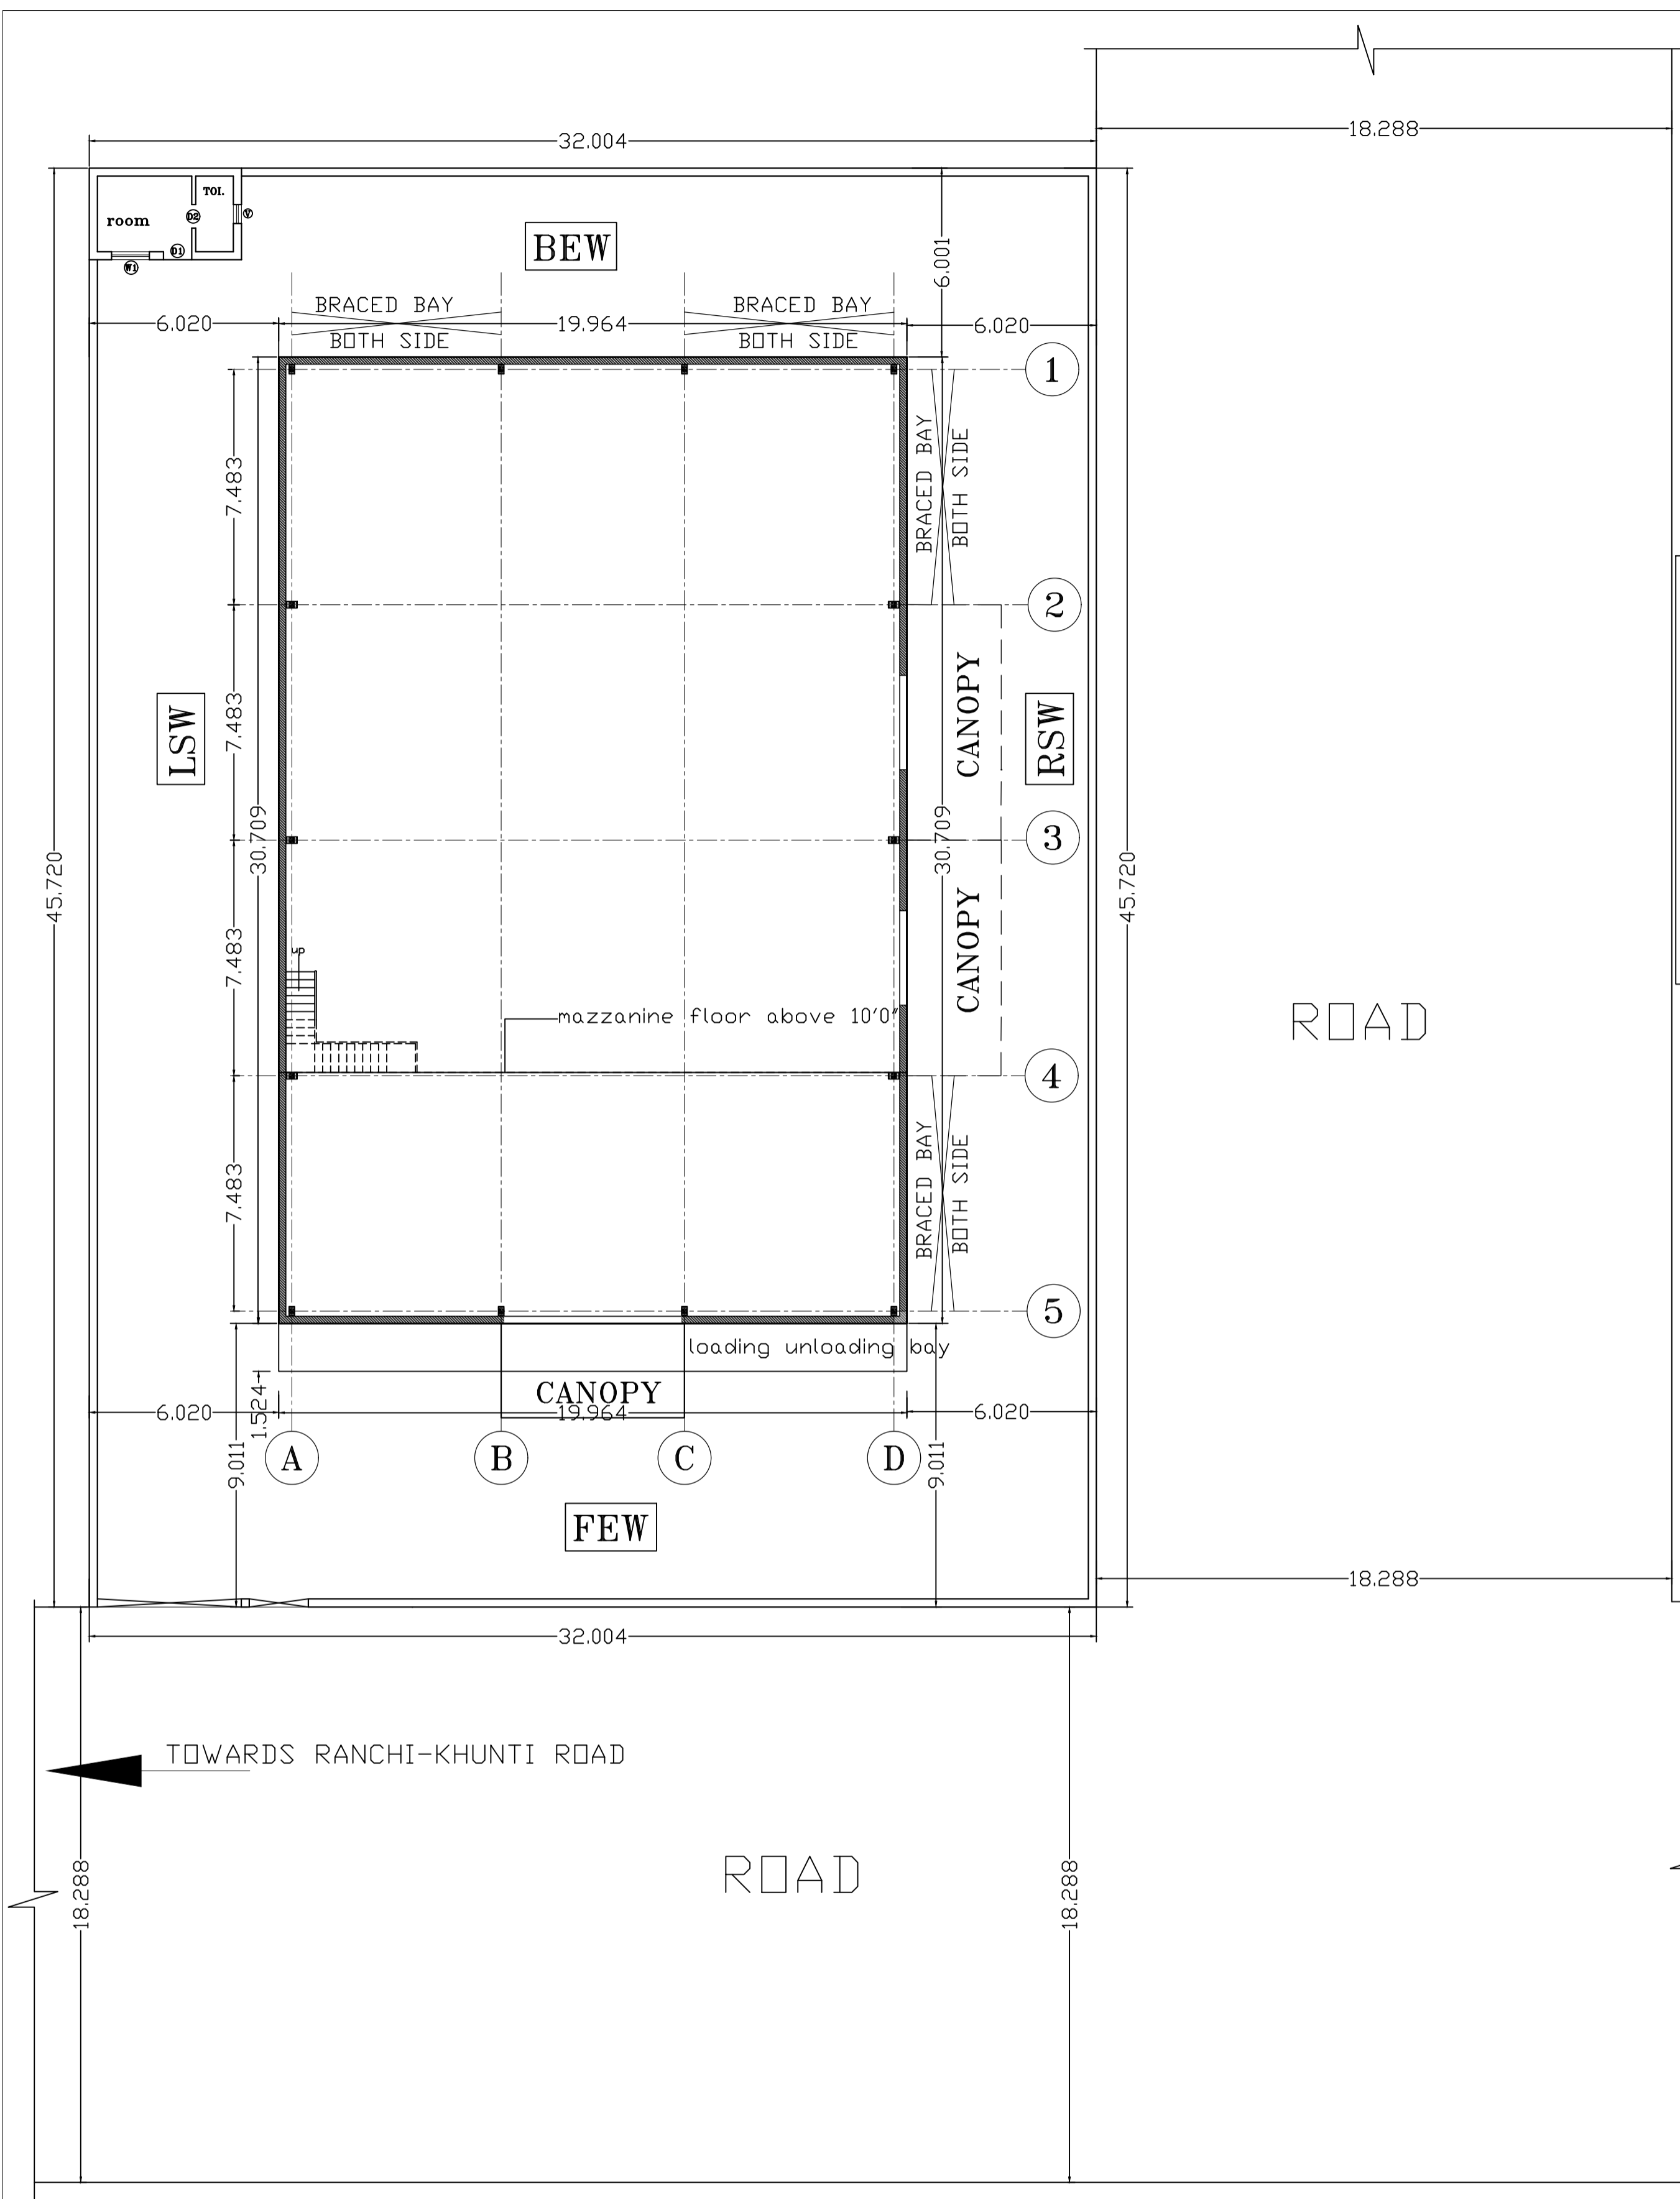 32.004
18.288
TOI.
room
D2
V
D1
W1
BEW
6.001
BRACED BAY
BOTH SIDE
BRACED BAY
BOTH SIDE
6.020
19.964
6.020
1
7.483
BRACED BAY
BOTH SIDE
2
LSW
7.483
CANOPY
RSW
30.709
30.709
3
45.720
45.720
7.483
CANOPY
up
mazzanine floor above 10'0"
ROAD
4
7.483
BRACED BAY
BOTH SIDE
5
loading unloading bay
CANOPY
6.020
1.524
19.964
6.020
9.011
9.011
A
B
C
D
FEW
18.288
32.004
TOWARDS RANCHI-KHUNTI ROAD
ROAD
18.288
18.288